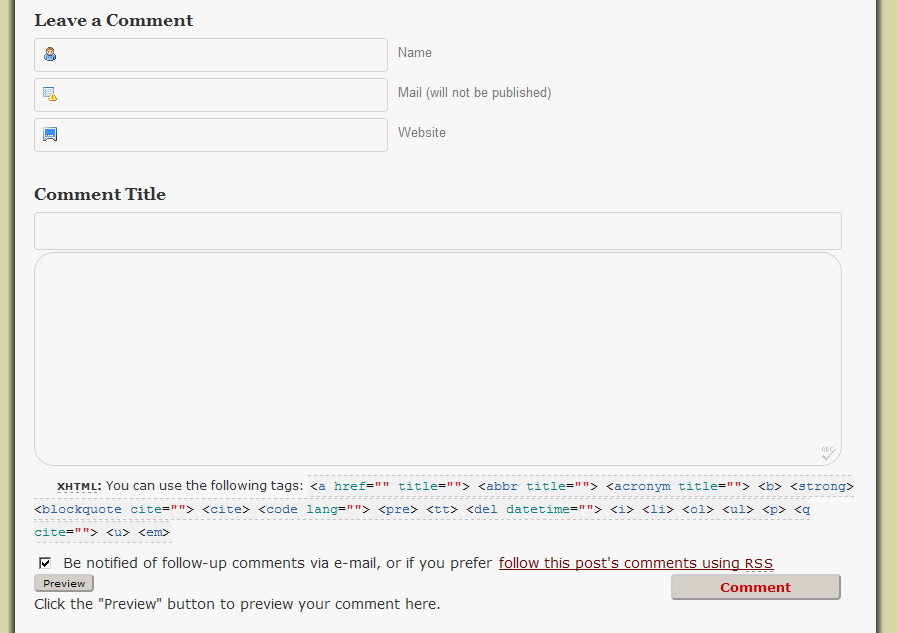 Leave a Comment
Name
Mail (will not be published)
Website
Comment Title
ABC
XHTML: You can use the following tags: <a href="" title=""> <abbr title=""> <acronym title=""> <b> <strong>
<blockquote cite=""> <cite> <code lang=""> <pre> <tt> <del datetime=""> <i> <li> <ol> <ul> <p> <q
cite=""> <u> <em>
Be notified of follow-up comments via e-mail, or if you prefer follow this post's comments using RSS
Preview
Comment
Click the "Preview" button to preview your comment here.